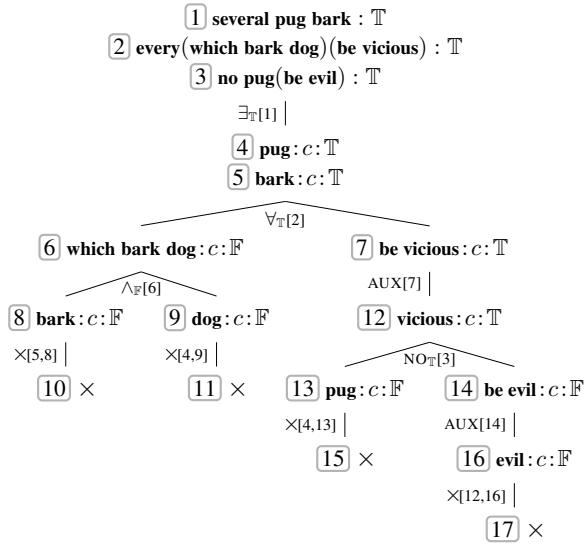 1 several pug bark : 𝕋
2 every(which bark dog)(be vicious) : 𝕋
3 no pug(be evil) : 𝕋
∃𝕋[1]
4 pug : c : 𝕋
5 bark : c : 𝕋
∀𝕋[2]
6 which bark dog : c : 𝔽 7 be vicious : c : 𝕋
∧𝔽[6] AUX[7]
8 bark : c : 𝔽 9 dog : c : 𝔽 12 vicious : c : 𝕋
×[5,8] ×[4,9] NO𝕋[3]
10 × 11 × 13 pug : c : 𝔽 14 be evil : c : 𝔽
×[4,13] AUX[14]
15 × 16 evil : c : 𝔽
×[12,16]
17 ×